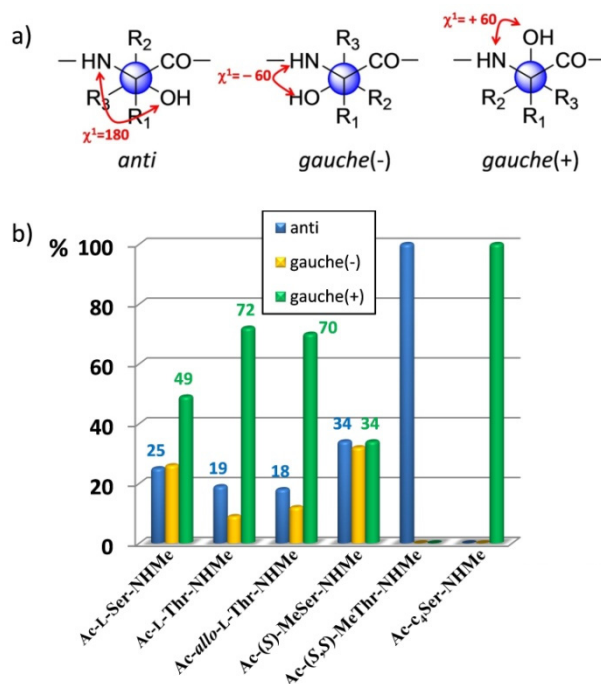 a)
χ¹= + 60
OH
— HN R₂ CO —
R₃ OH
R₁
χ¹=180
anti
— HN R₃ CO —
χ¹= – 60
HO R₂
R₁
gauche(-)
— HN CO —
R₂ R₃
R₁
gauche(+)
b)
%
anti
gauche(-)
gauche(+)
100
80
60
40
20
0
25
49
19
72
18
70
34
34
Ac-L-Ser-NHMe
Ac-L-Thr-NHMe
Ac-allo-L-Thr-NHMe
Ac-(S)-MeSer-NHMe
Ac-(S,S)-MeThr-NHMe
Ac-c₄Ser-NHMe